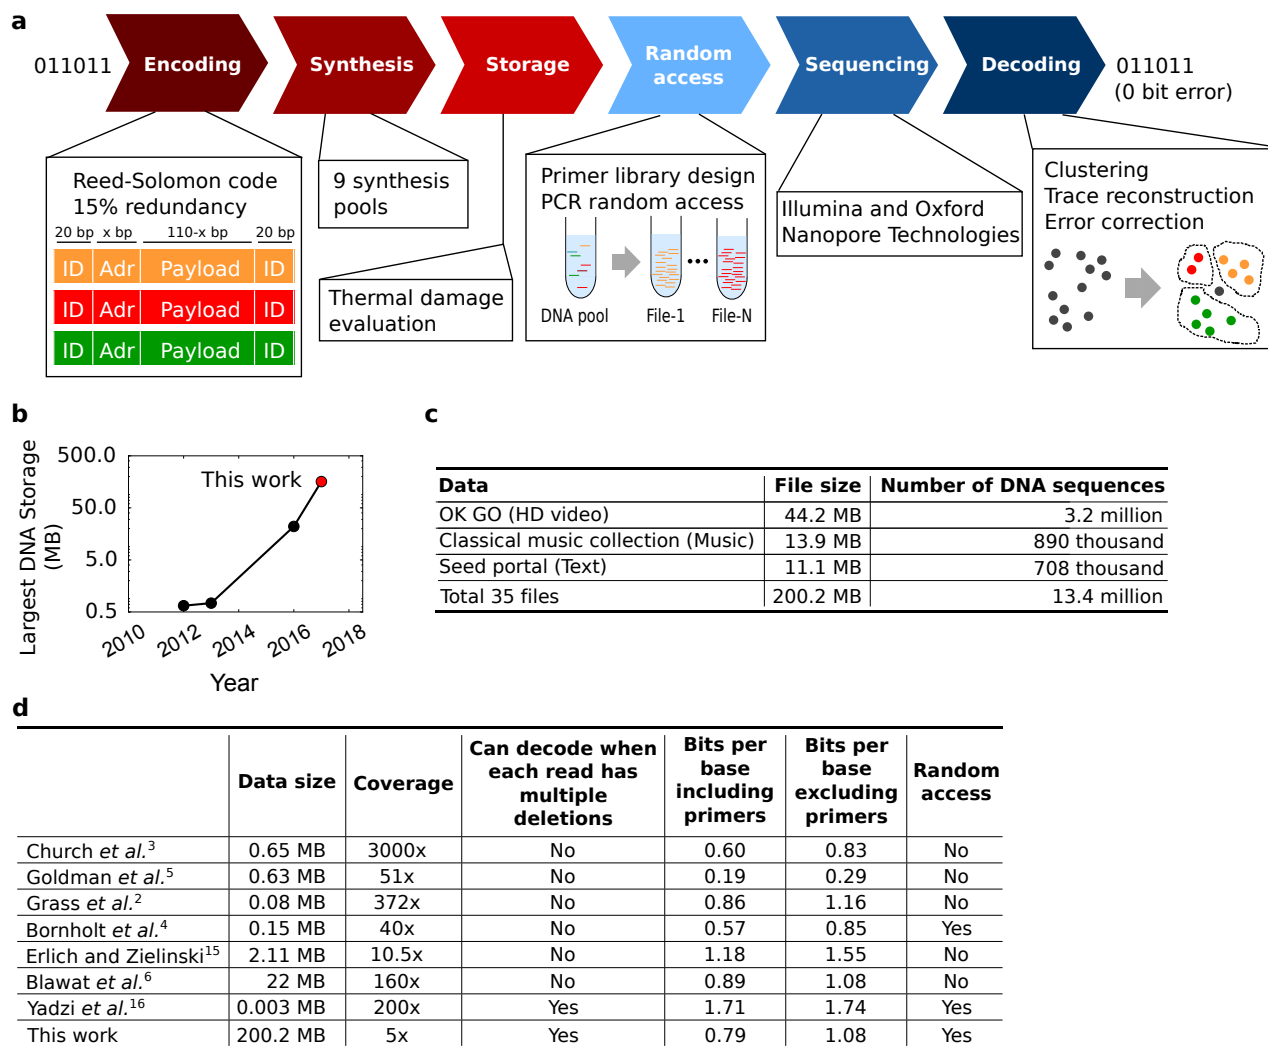 a
011011
Encoding
Synthesis
Storage
Random
access
Sequencing
Decoding
011011
(0 bit error)
Reed-Solomon code
15% redundancy
20 bp x bp 110-x bp 20 bp
ID Adr Payload ID
ID Adr Payload ID
ID Adr Payload ID
9 synthesis
pools
Thermal damage
evaluation
Primer library design
PCR random access
DNA pool File-1 File-N
Illumina and Oxford
Nanopore Technologies
Clustering
Trace reconstruction
Error correction
b
Largest DNA Storage
(MB)
500.0
50.0
5.0
0.5
This work
2010 2012 2014 2016 2018
Year
c
Data File size Number of DNA sequences
OK GO (HD video) 44.2 MB 3.2 million
Classical music collection (Music) 13.9 MB 890 thousand
Seed portal (Text) 11.1 MB 708 thousand
Total 35 files 200.2 MB 13.4 million
d
Data size
Coverage
Can decode when
each read has
multiple
deletions
Bits per
base
including
primers
Bits per
base
excluding
primers
Random
access
Church et al.3 0.65 MB 3000x No 0.60 0.83 No
Goldman et al.5 0.63 MB 51x No 0.19 0.29 No
Grass et al.2 0.08 MB 372x No 0.86 1.16 No
Bornholt et al.4 0.15 MB 40x No 0.57 0.85 Yes
Erlich and Zielinski15 2.11 MB 10.5x No 1.18 1.55 No
Blawat et al.6 22 MB 160x No 0.89 1.08 No
Yadzi et al.16 0.003 MB 200x Yes 1.71 1.74 Yes
This work 200.2 MB 5x Yes 0.79 1.08 Yes